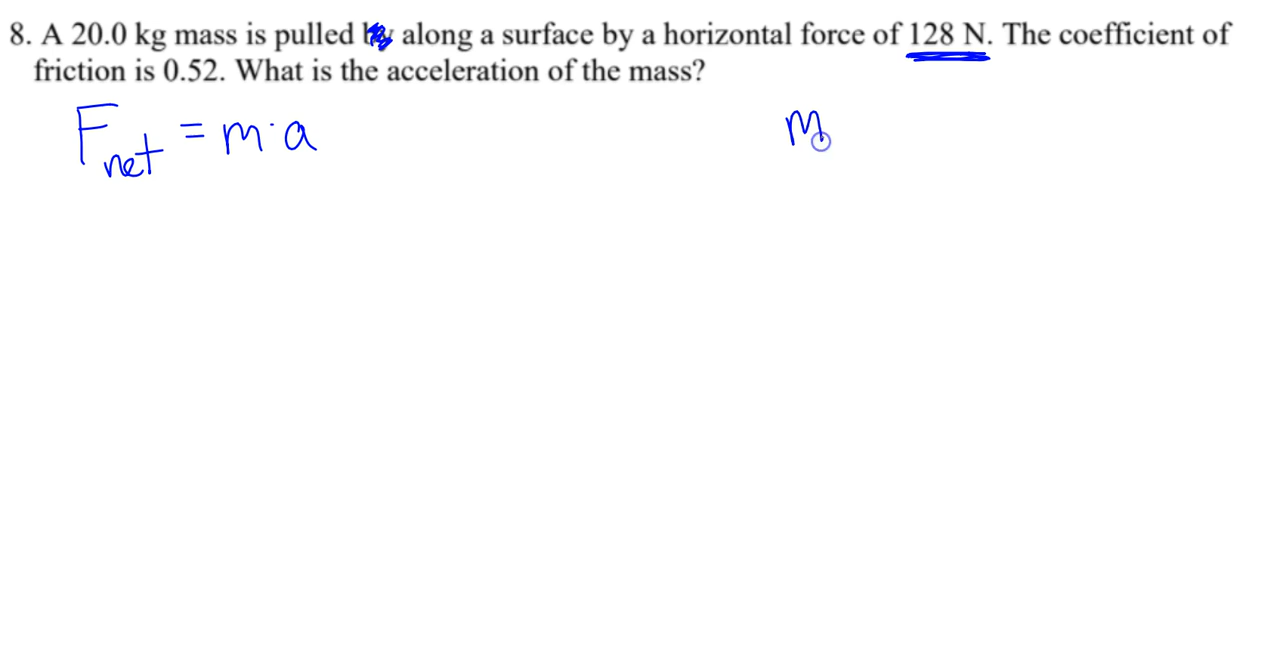 8. A 20.0 kg mass is pulled along a surface by a horizontal force of 128 N. The coefficient of
friction is 0.52. What is the acceleration of the mass?
F_net = m·a
m